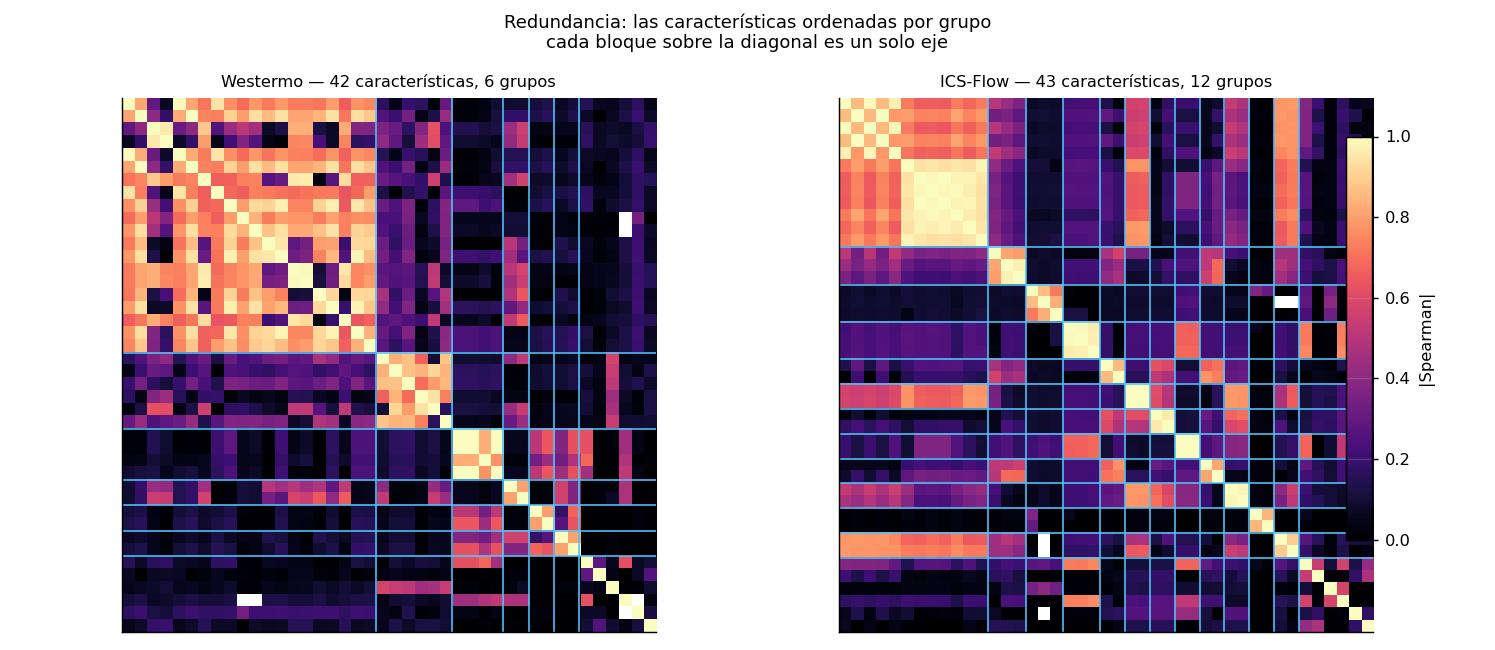 Redundancia: las características ordenadas por grupo
cada bloque sobre la diagonal es un solo eje
Westermo — 42 características, 6 grupos
ICS-Flow — 43 características, 12 grupos
1.0
0.8
0.6
0.4
0.2
0.0
|Spearman|